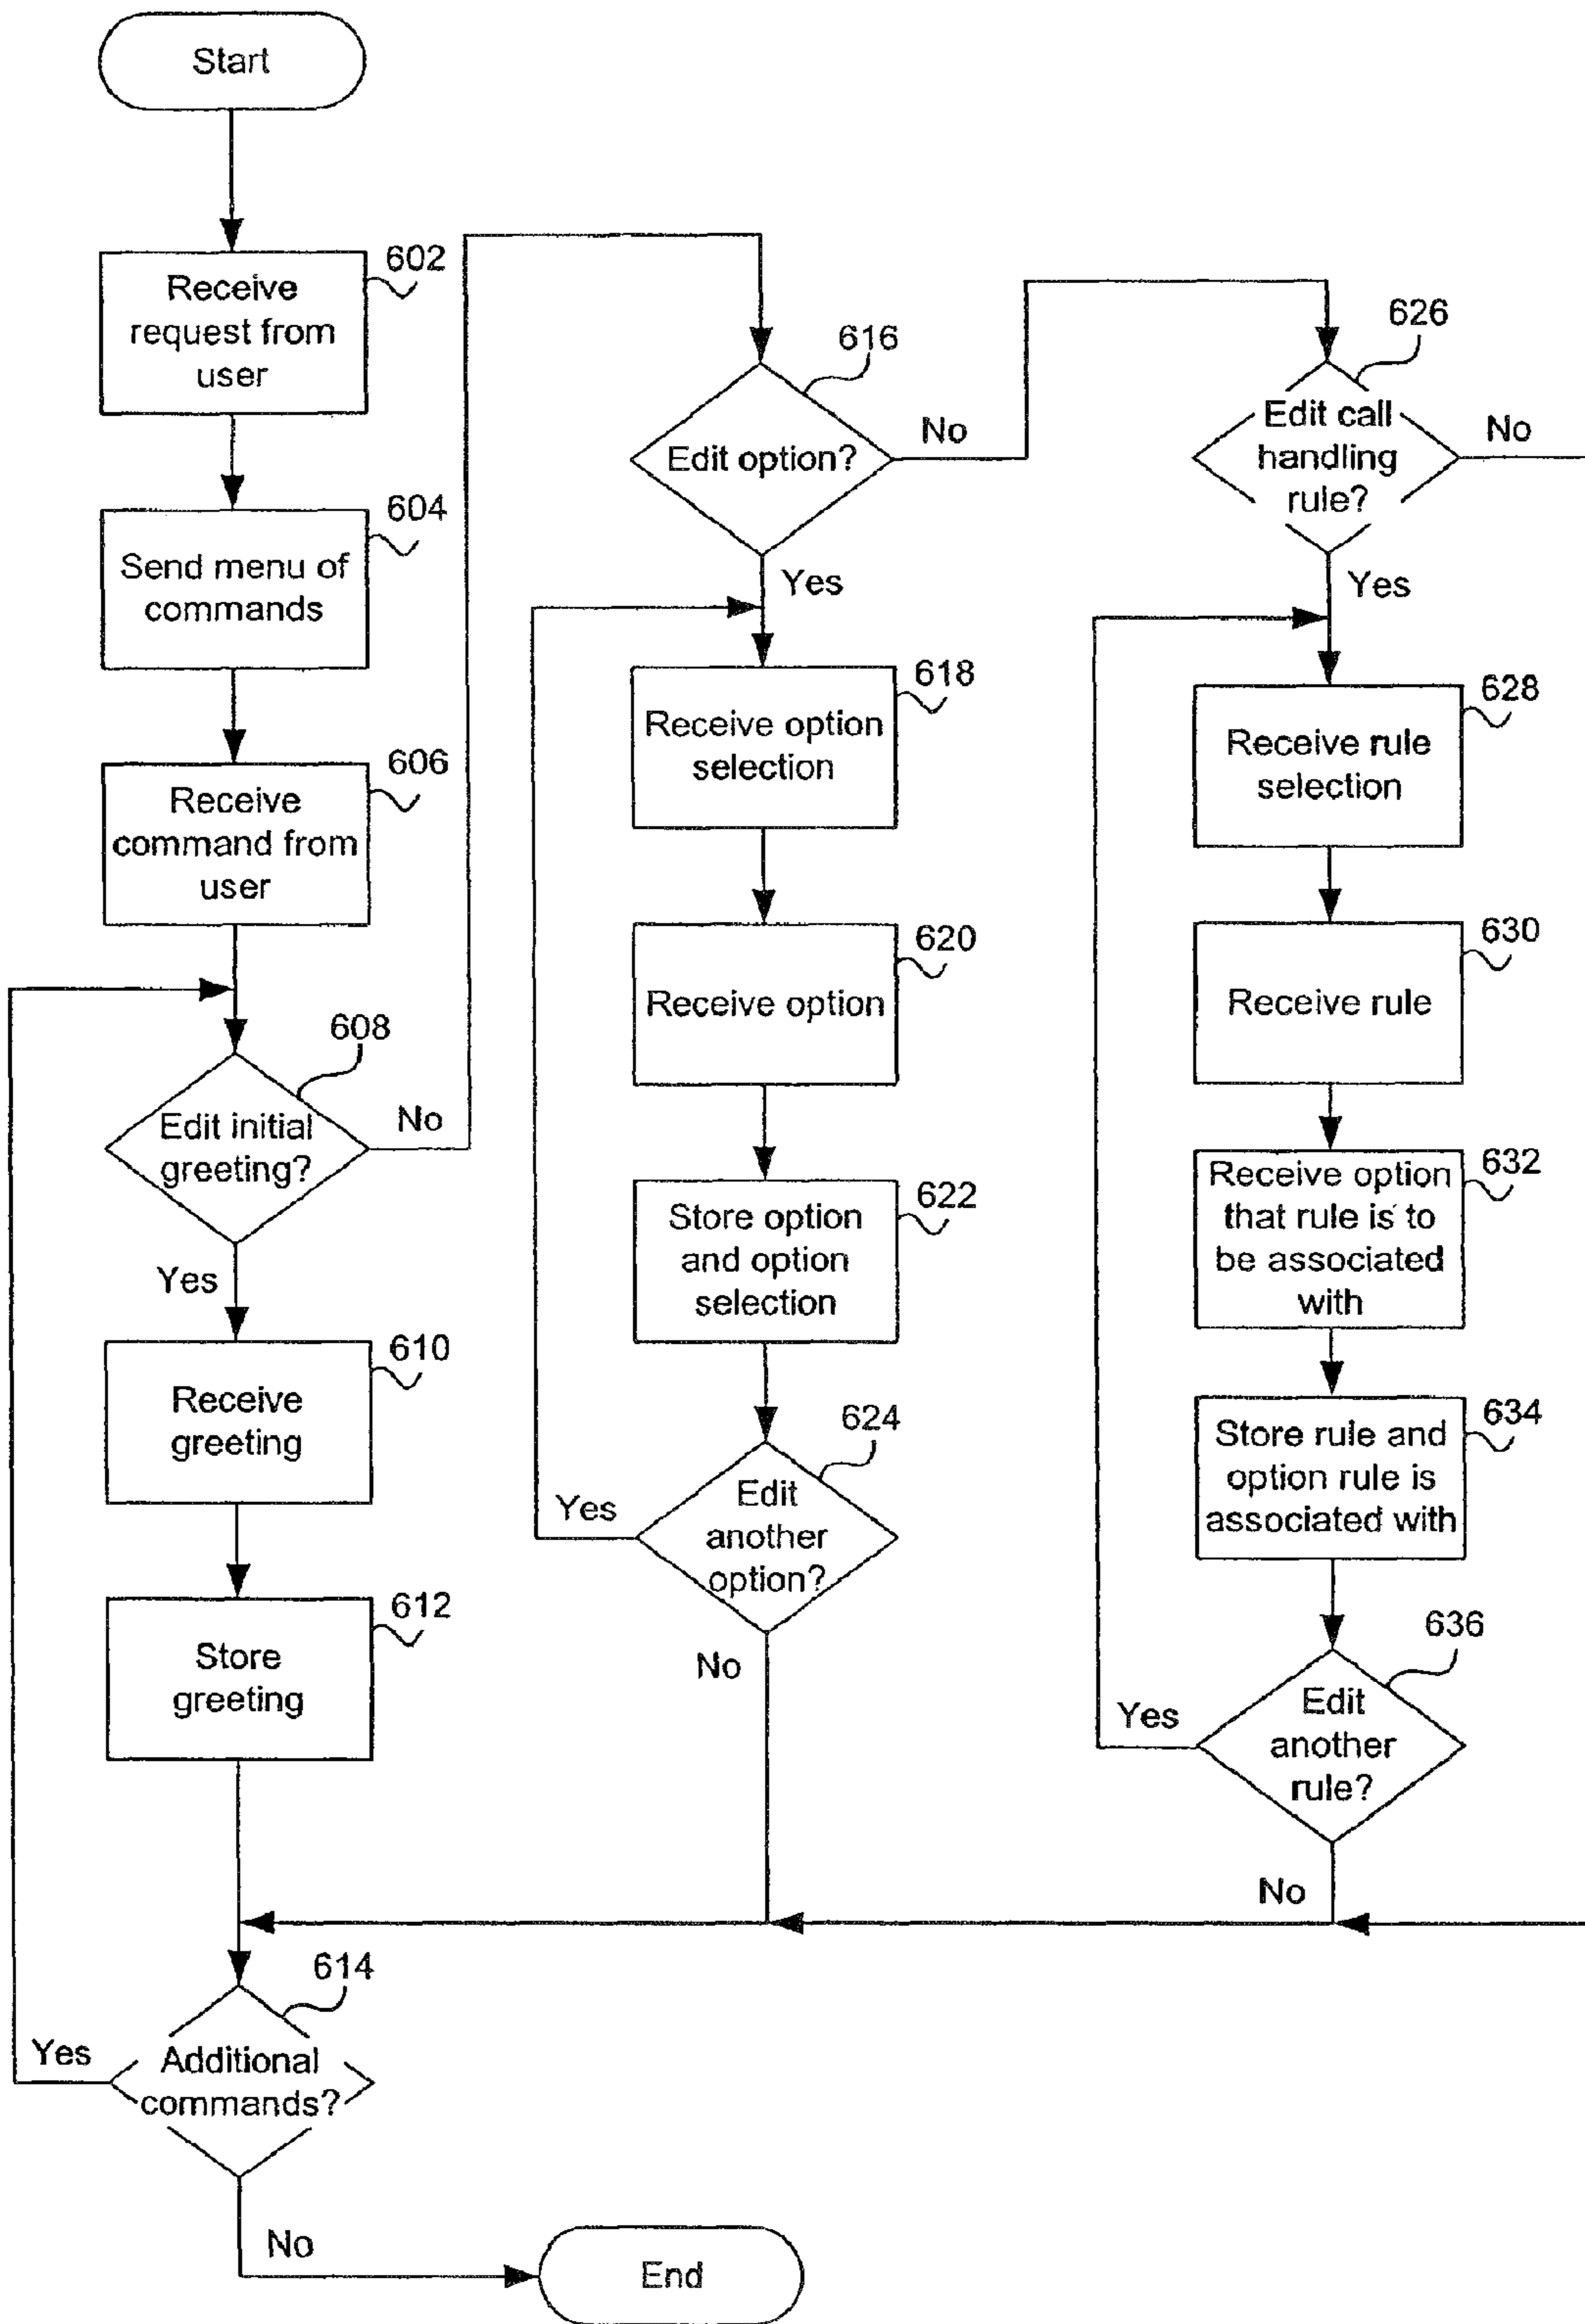 Start
602
Receive
request from
user
604
Send menu of
commands
606
Receive
command from
user
608
Edit initial
greeting?
No
Yes
610
Receive
greeting
612
Store
greeting
614
Additional
commands?
Yes
No
End
616
Edit option?
No
Yes
618
Receive option
selection
620
Receive option
622
Store option
and option
selection
624
Edit
another
option?
Yes
No
626
Edit call
handling
rule?
No
Yes
628
Receive rule
selection
630
Receive rule
632
Receive option
that rule is to
be associated
with
634
Store rule and
option rule is
associated with
636
Edit
another
rule?
Yes
No